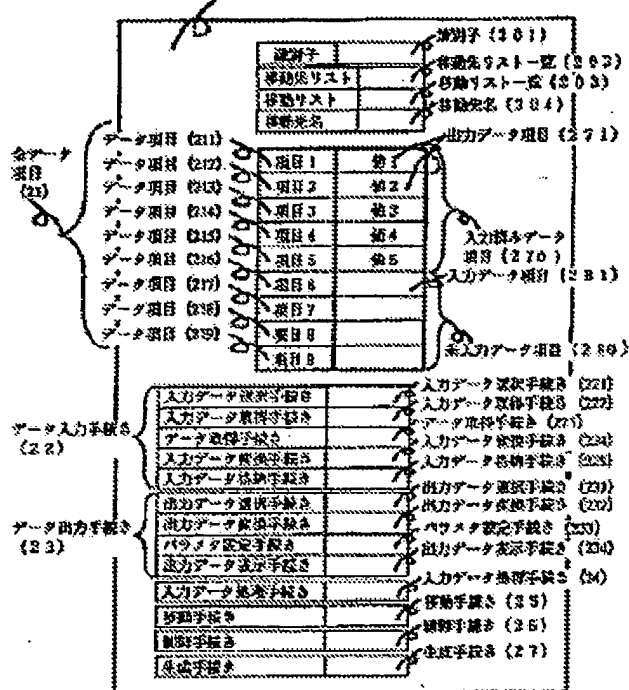 識別子 (201)
識別子
移動先リスト一覧 (202)
移動先リスト
移動リスト一覧 (203)
移動リスト
移動先名 (204)
移動先名
全データ
項目
(21)
データ項目 (211)
データ項目 (212)
データ項目 (213)
データ項目 (214)
データ項目 (215)
データ項目 (216)
データ項目 (217)
データ項目
データ項目
項目1 値1
項目2 値2
項目3 値3
項目4 値4
項目5 値5
項目6
項目7
項目8
出力データ項目 (271)
入力済みデータ
項目 (270)
入力データ項目 (281)
未入力データ項目 (280)
データ入力手続き
(22)
入力データ選択手続き
入力データ取得手続き
データ取得手続き
入力データ変換手続き
入力データ格納手続き
入力データ選択手続き (221)
入力データ取得手続き (222)
データ取得手続き
入力データ変換手続き (224)
入力データ格納手続き (225)
データ出力手続き
(23)
出力データ選択手続き
出力データ変換手続き
パラメタ設定手続き
出力データ表示手続き
出力データ選択手続き (231)
出力データ変換手続き (232)
パラメタ設定手続き (233)
出力データ表示手続き (234)
入力データ処理手続き
入力データ処理手続き (24)
移動手続き
移動手続き (25)
手続き
手続き (26)
生成手続き
生成手続き (27)